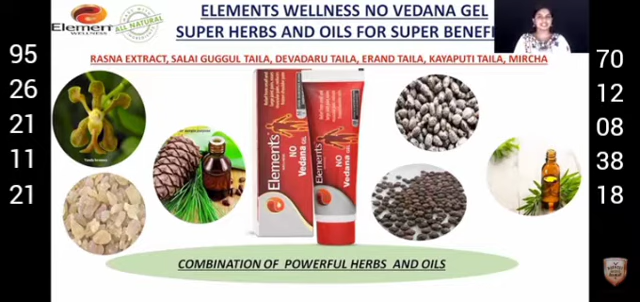 Elements
WELLNESS
ALL NATURAL
ELEMENTS WELLNESS NO VEDANA GEL
SUPER HERBS AND OILS FOR SUPER BENEFI
RASNA EXTRACT, SALAI GUGGUL TAILA, DEVADARU TAILA, ERAND TAILA, KAYAPUTI TAILA, MIRCHA
95
26
21
11
21
70
12
08
38
18
Elements
NO
Vedana GEL
Elements
NO
Vedana GEL
COMBINATION OF POWERFUL HERBS AND OILS